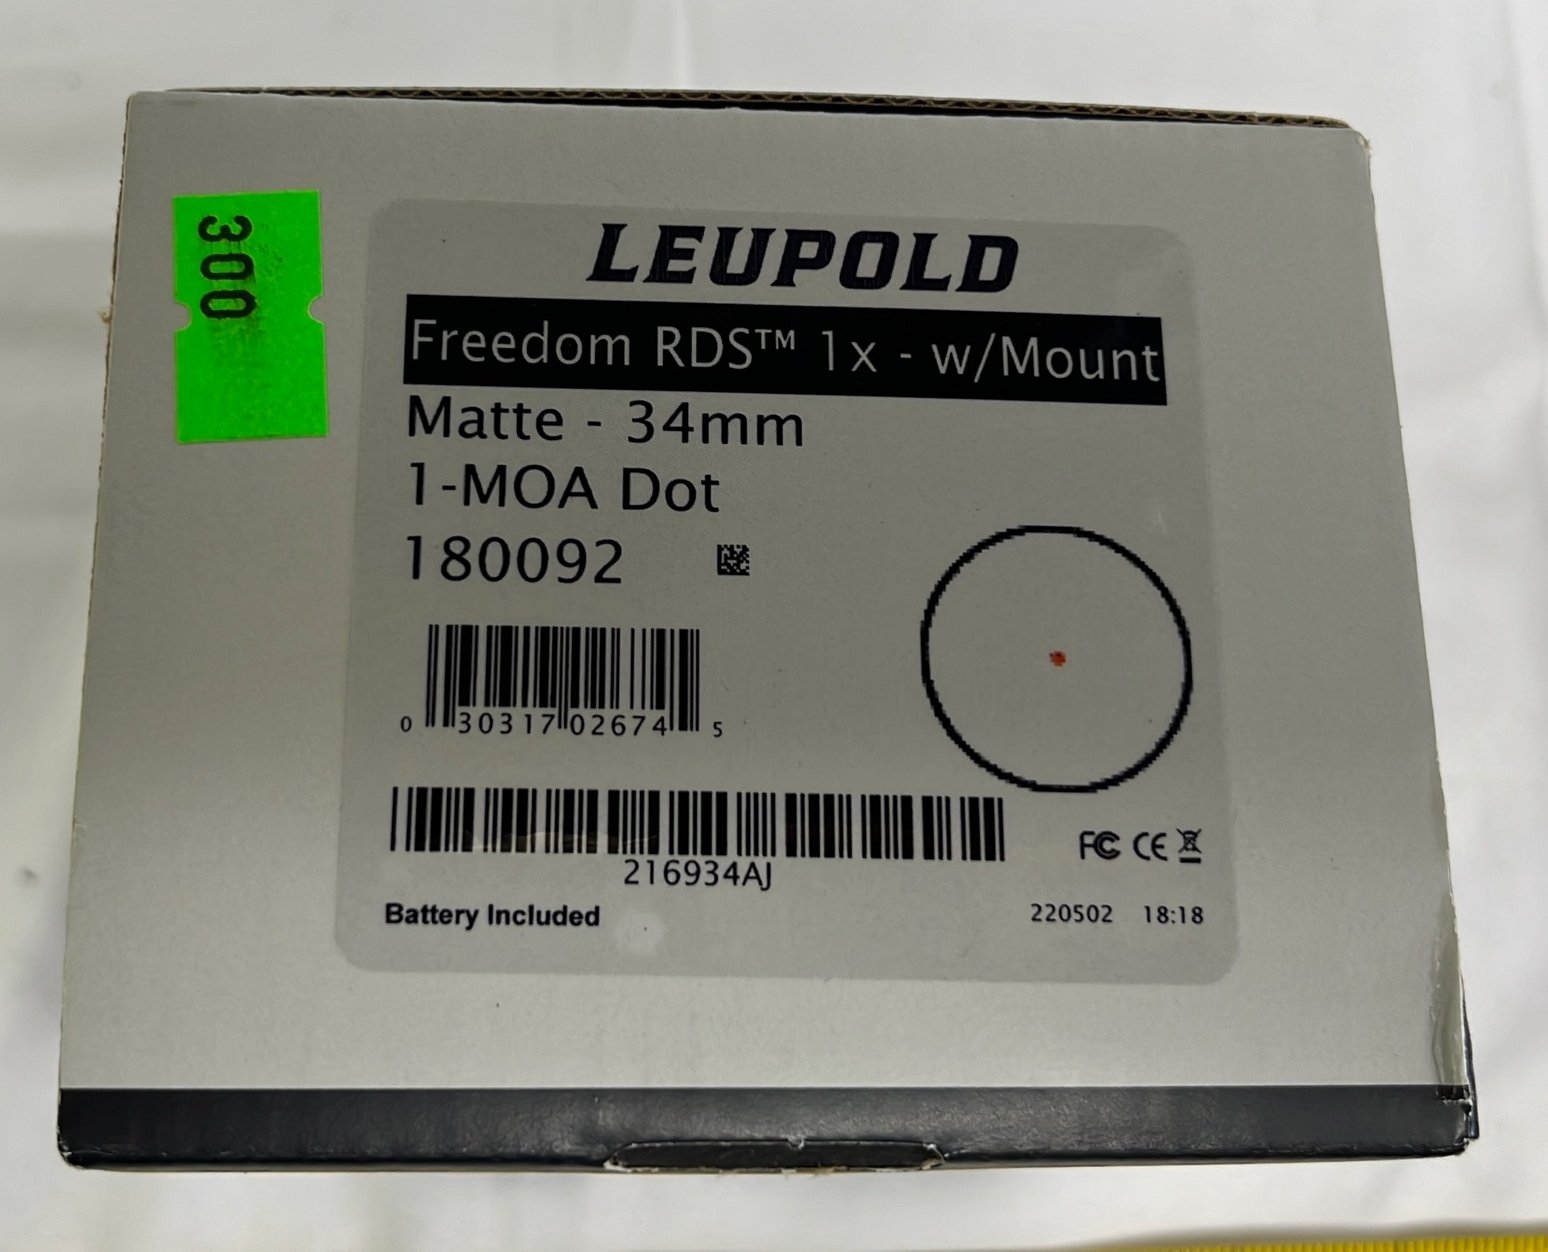 300
LEUPOLD
Freedom RDS™ 1x - w/Mount
Matte - 34mm
1-MOA Dot
180092
0 30317 02674 5
216934AJ
FC CE
Battery Included
220502 18:18